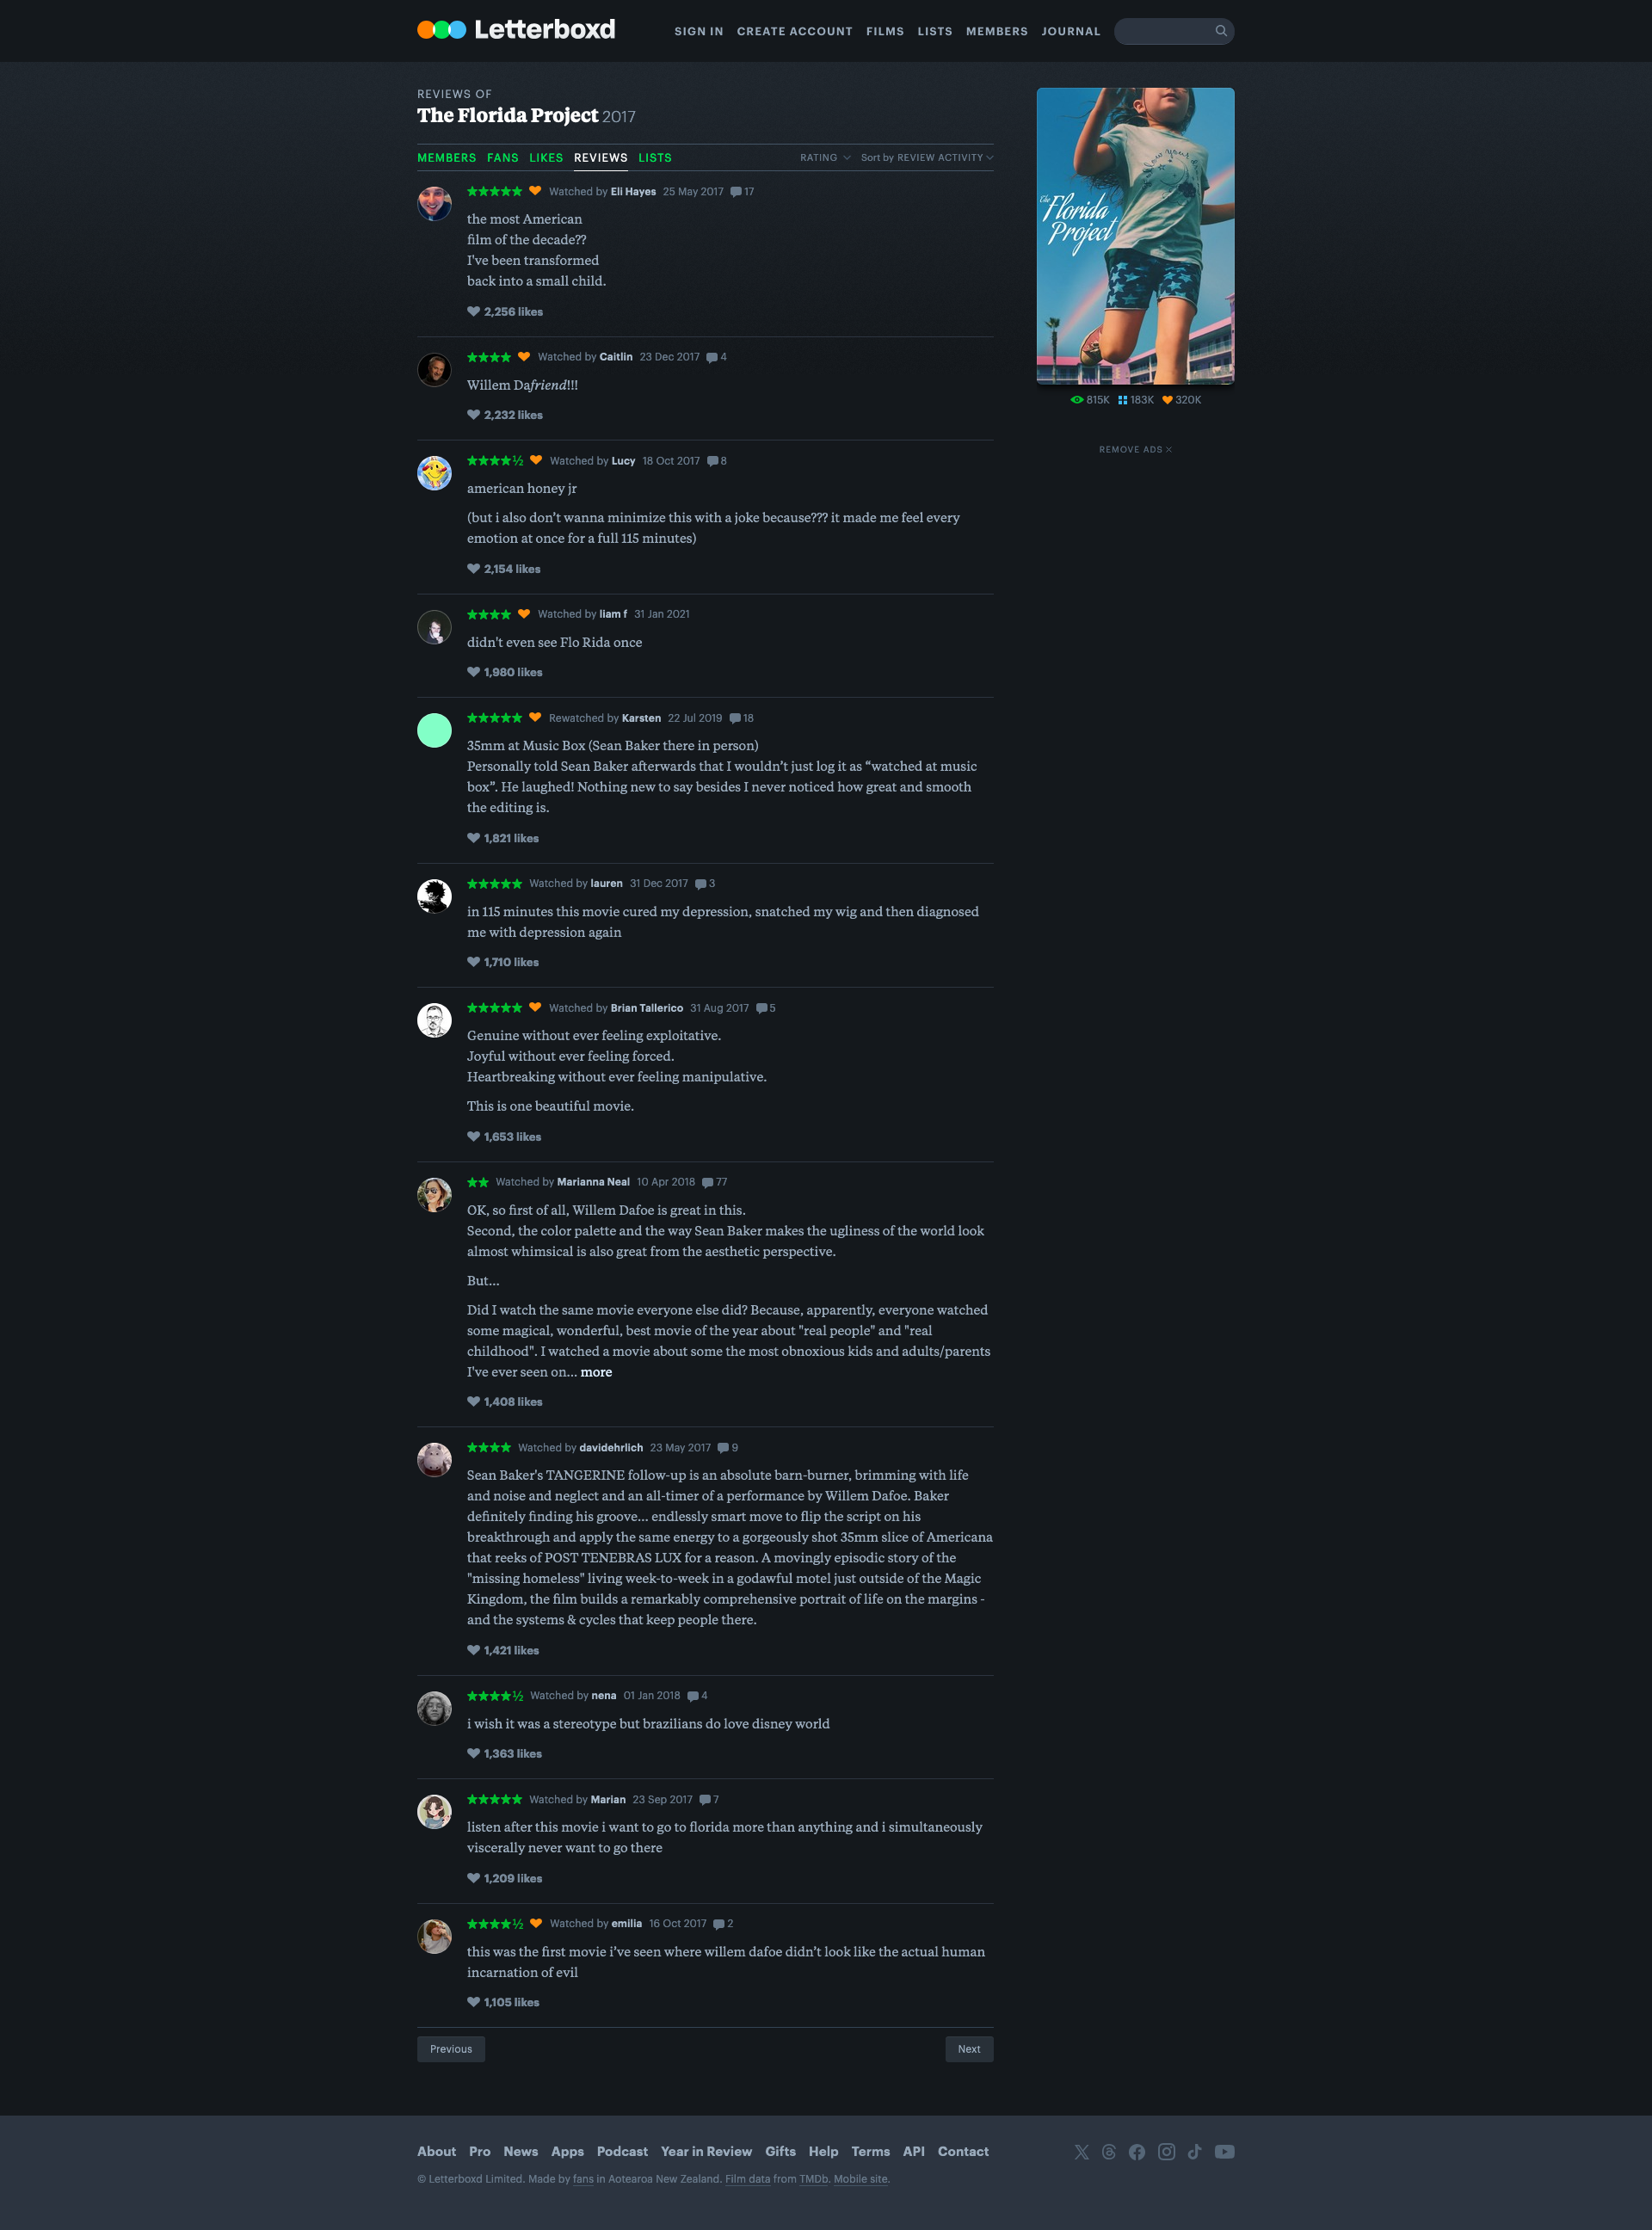 Letterboxd
SIGN IN CREATE ACCOUNT FILMS LISTS MEMBERS JOURNAL
REVIEWS OF
The Florida Project 2017
MEMBERS FANS LIKES REVIEWS LISTS
RATING Sort by REVIEW ACTIVITY
★★★★★ Watched by Eli Hayes 25 May 2017 17
the most American
film of the decade??
I've been transformed
back into a small child.
2,256 likes
★★★★ Watched by Caitlin 23 Dec 2017 4
Willem Dafriend!!!
2,232 likes
★★★★½ Watched by Lucy 18 Oct 2017 8
american honey jr
(but i also don’t wanna minimize this with a joke because??? it made me feel every
emotion at once for a full 115 minutes)
2,154 likes
★★★★ Watched by liam f 31 Jan 2021
didn't even see Flo Rida once
1,980 likes
★★★★★ Rewatched by Karsten 22 Jul 2019 18
35mm at Music Box (Sean Baker there in person)
Personally told Sean Baker afterwards that I wouldn’t just log it as “watched at music
box”. He laughed! Nothing new to say besides I never noticed how great and smooth
the editing is.
1,821 likes
★★★★★ Watched by lauren 31 Dec 2017 3
in 115 minutes this movie cured my depression, snatched my wig and then diagnosed
me with depression again
1,710 likes
★★★★★ Watched by Brian Tallerico 31 Aug 2017 5
Genuine without ever feeling exploitative.
Joyful without ever feeling forced.
Heartbreaking without ever feeling manipulative.
This is one beautiful movie.
1,653 likes
★★ Watched by Marianna Neal 10 Apr 2018 77
OK, so first of all, Willem Dafoe is great in this.
Second, the color palette and the way Sean Baker makes the ugliness of the world look
almost whimsical is also great from the aesthetic perspective.
But...
Did I watch the same movie everyone else did? Because, apparently, everyone watched
some magical, wonderful, best movie of the year about "real people" and "real
childhood". I watched a movie about some the most obnoxious kids and adults/parents
I've ever seen on… more
1,408 likes
★★★★ Watched by davidehrlich 23 May 2017 9
Sean Baker's TANGERINE follow-up is an absolute barn-burner, brimming with life
and noise and neglect and an all-timer of a performance by Willem Dafoe. Baker
definitely finding his groove... endlessly smart move to flip the script on his
breakthrough and apply the same energy to a gorgeously shot 35mm slice of Americana
that reeks of POST TENEBRAS LUX for a reason. A movingly episodic story of the
"missing homeless" living week-to-week in a godawful motel just outside of the Magic
Kingdom, the film builds a remarkably comprehensive portrait of life on the margins -
and the systems & cycles that keep people there.
1,421 likes
★★★★½ Watched by nena 01 Jan 2018 4
i wish it was a stereotype but brazilians do love disney world
1,363 likes
★★★★★ Watched by Marian 23 Sep 2017 7
listen after this movie i want to go to florida more than anything and i simultaneously
viscerally never want to go there
1,209 likes
★★★★½ Watched by emilia 16 Oct 2017 2
this was the first movie i’ve seen where willem dafoe didn’t look like the actual human
incarnation of evil
1,105 likes
Previous Next
The
Florida
Project
815K 183K 320K
REMOVE ADS
About Pro News Apps Podcast Year in Review Gifts Help Terms API Contact
© Letterboxd Limited. Made by fans in Aotearoa New Zealand. Film data from TMDb. Mobile site.